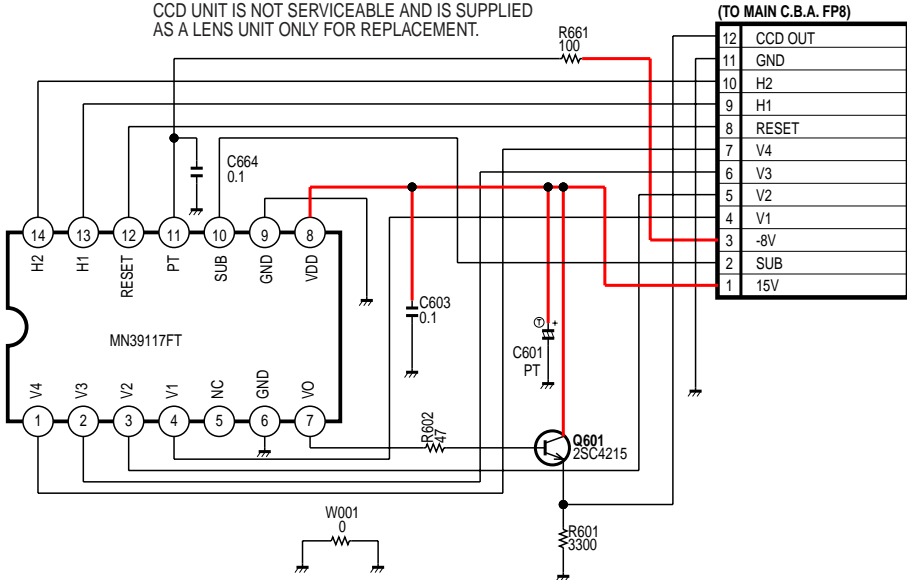 CCD UNIT IS NOT SERVICEABLE AND IS SUPPLIED
AS A LENS UNIT ONLY FOR REPLACEMENT.
(TO MAIN C.B.A. FP8)
12 CCD OUT
11 GND
10 H2
9 H1
8 RESET
7 V4
6 V3
5 V2
4 V1
3 -8V
2 SUB
1 15V
R661
100
C664
0.1
14 13 12 11 10 9 8
H2 H1 RESET PT SUB GND VDD
C603
0.1
MN39117FT
T +
C601
PT
V4 V3 V2 V1 NC GND VO
1 2 3 4 5 6 7
R602
47
Q601
2SC4215
W001
0
R601
3300